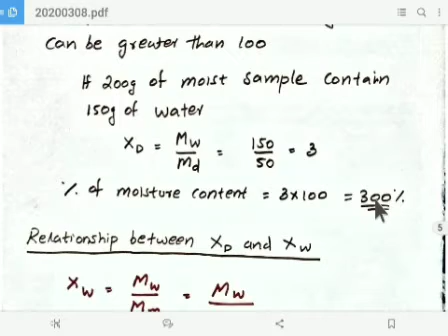 20200308.pdf
can be greater than 100
If 200g of moist sample contain
150g of water
X_D = M_w/M_d = 150/50 = 3
% of moisture content = 3×100 = 300%
Relationship between X_D and X_w
X_w = M_w/M_m = M_w
5